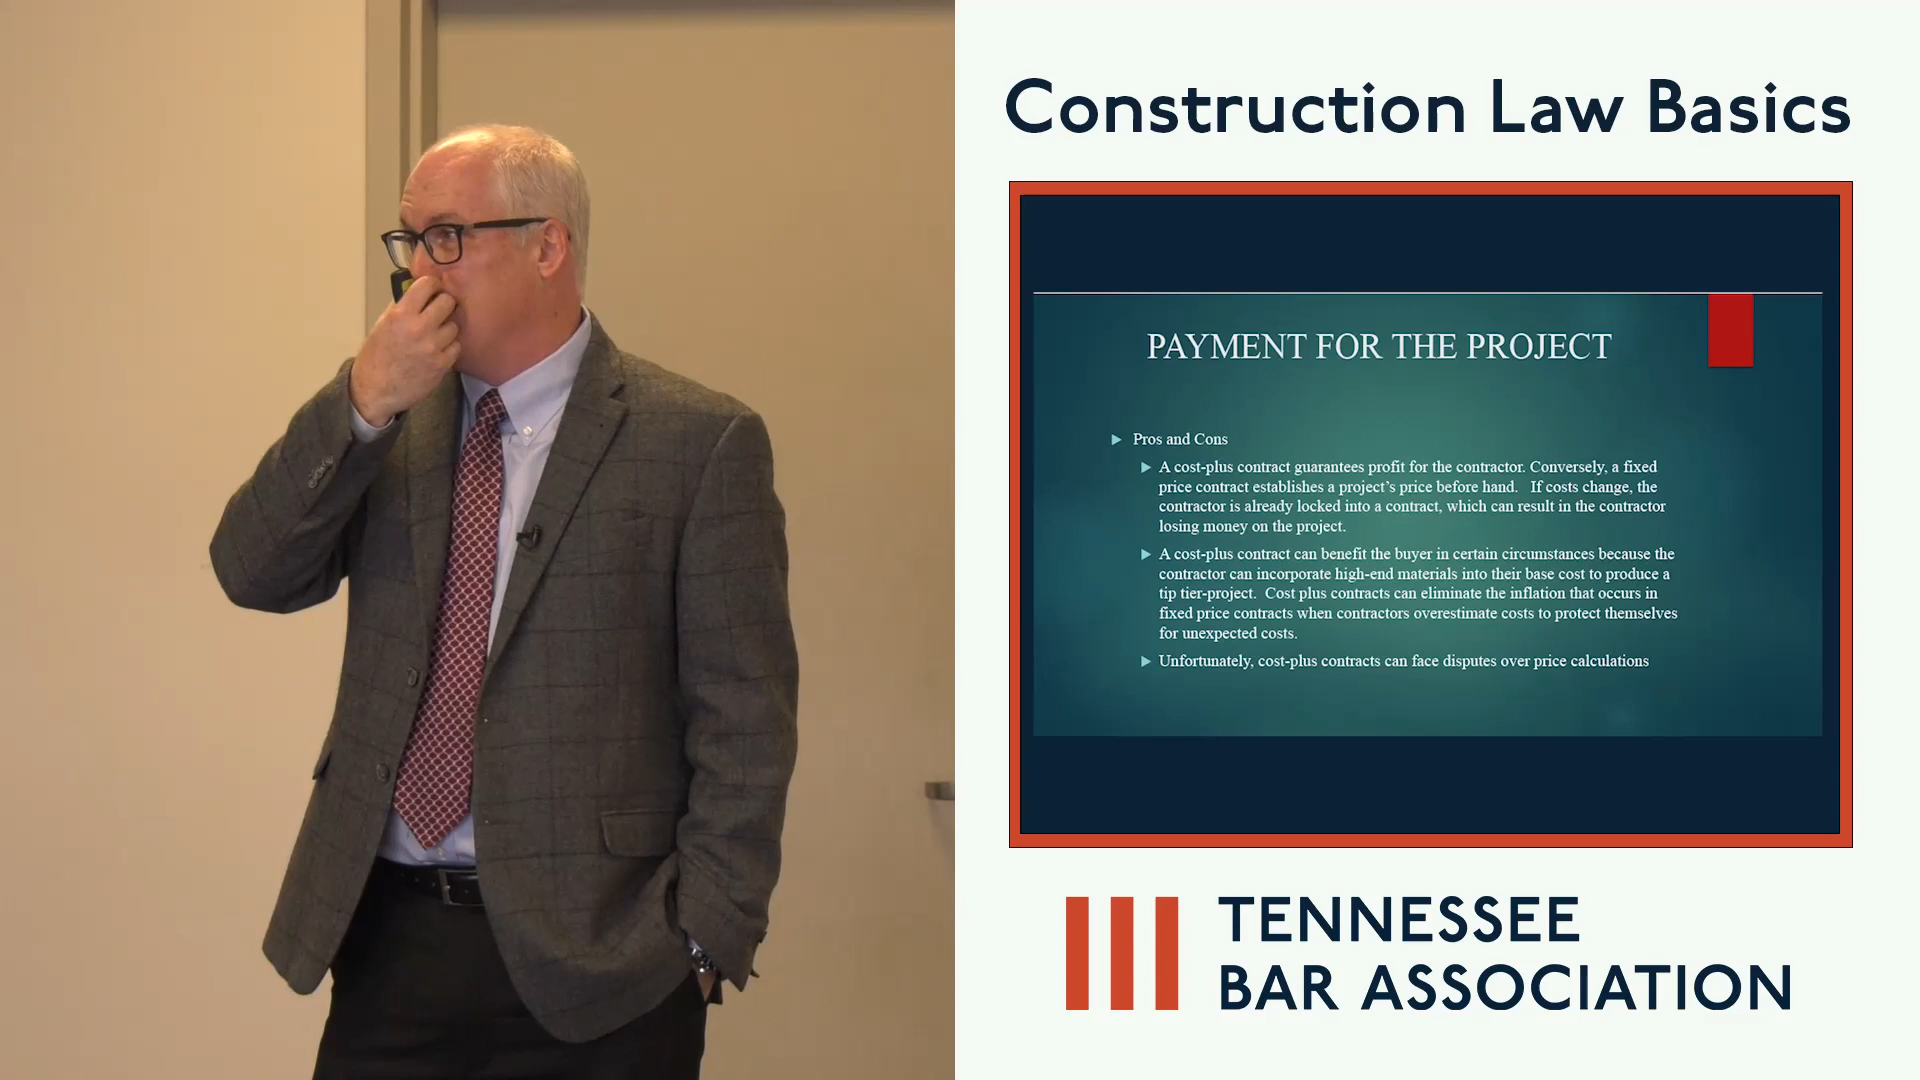 Construction Law Basics
PAYMENT FOR THE PROJECT
Pros and Cons
A cost-plus contract guarantees profit for the contractor. Conversely, a fixed
price contract establishes a project's price before hand. If costs change, the
contractor is already locked into a contract, which can result in the contractor
losing money on the project.
A cost-plus contract can benefit the buyer in certain circumstances because the
contractor can incorporate high-end materials into their base cost to produce a
tip tier-project. Cost plus contracts can eliminate the inflation that occurs in
fixed price contracts when contractors overestimate costs to protect themselves
for unexpected costs.
Unfortunately, cost-plus contracts can face disputes over price calculations
TENNESSEE
BAR ASSOCIATION